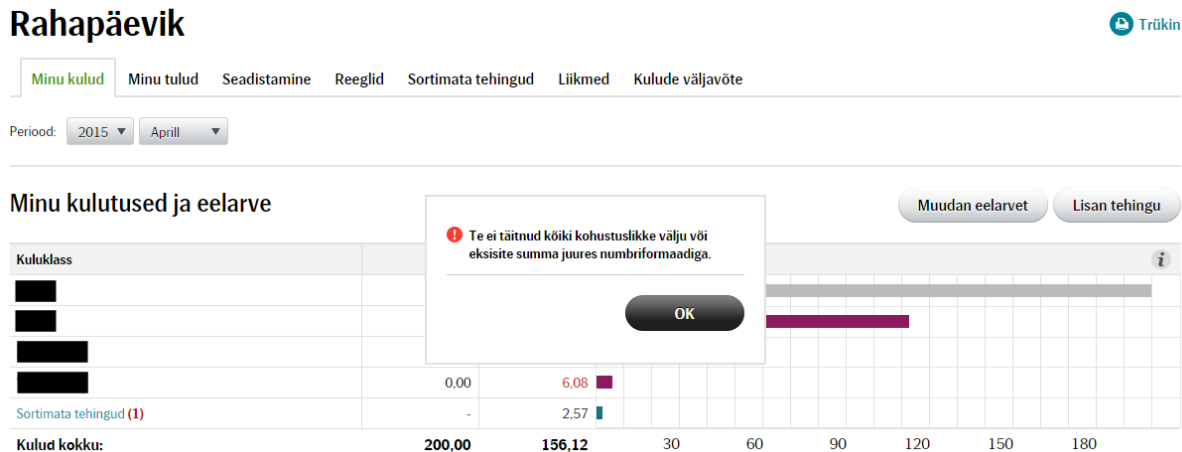 Rahapäevik
Trükin
Minu kulud Minu tulud Seadistamine Reeglid Sortimata tehingud Liikmed Kulude väljavõte
Periood: 2015 Aprill
Minu kulutused ja eelarve
Muudan eelarvet Lisan tehingu
Te ei täitnud kõiki kohustuslikke välju või
eksisite summa juures numbriformaadiga.
OK
Kuluklass i
0,00 6,08
Sortimata tehingud (1) - 2,57
Kulud kokku: 200,00 156,12 30 60 90 120 150 180